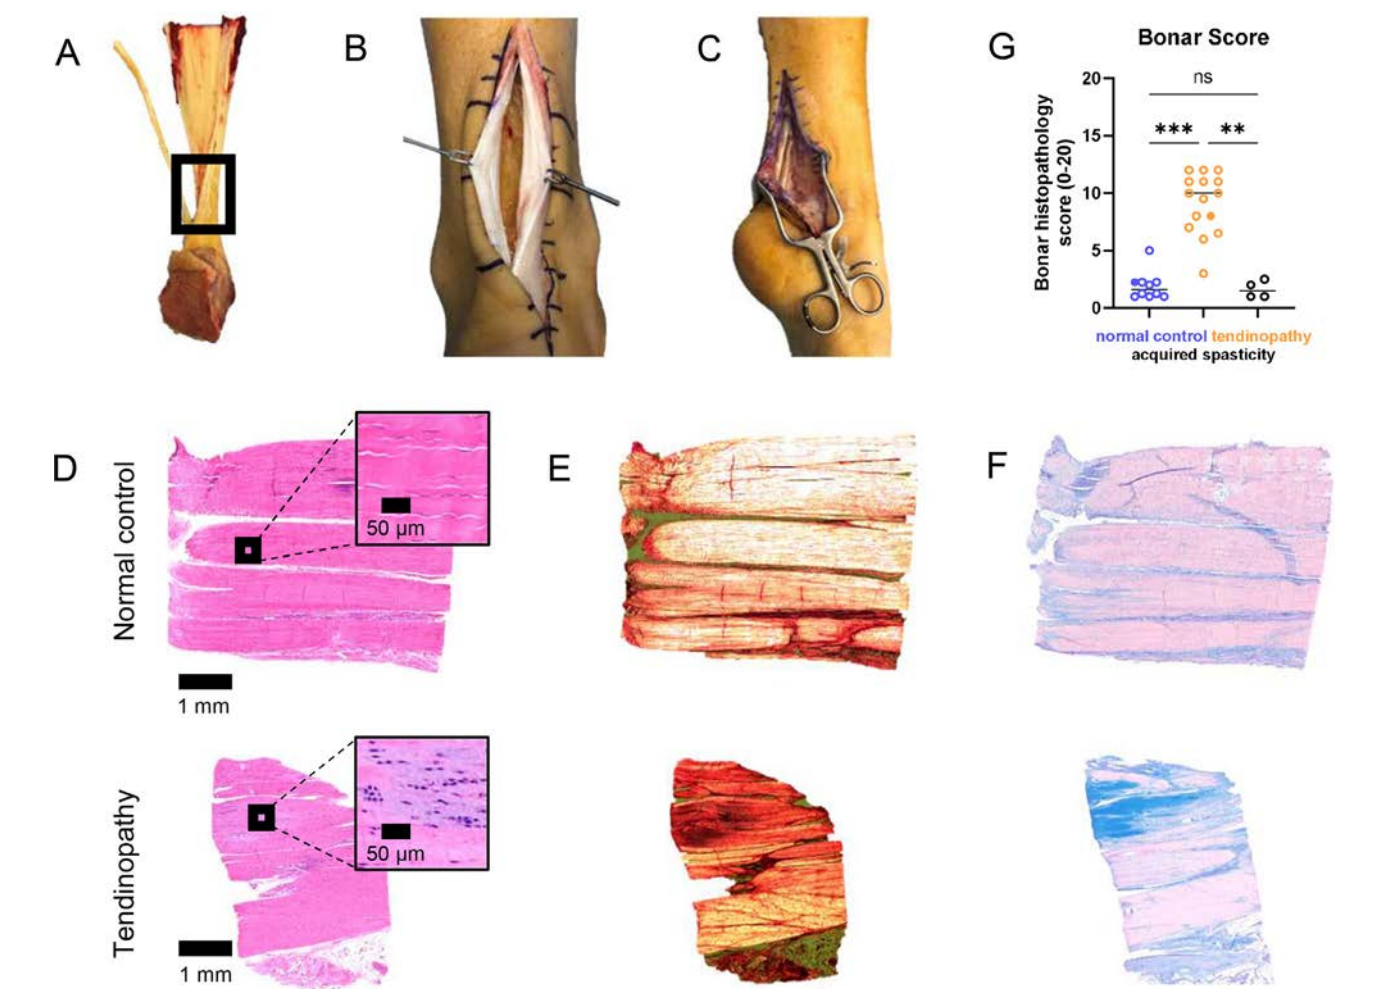 A
B
C
G
Bonar Score
Bonar histopathology
score (0-20)
20
15
10
5
0
ns
***
**
normal control tendinopathy
acquired spasticity
D
Normal control
50 µm
1 mm
E
F
Tendinopathy
50 µm
1 mm